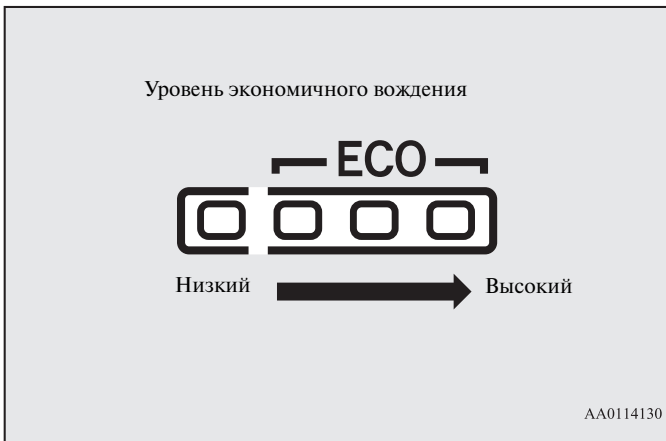 Уровень экономичного вождения
ECO
Низкий
Высокий
AA0114130